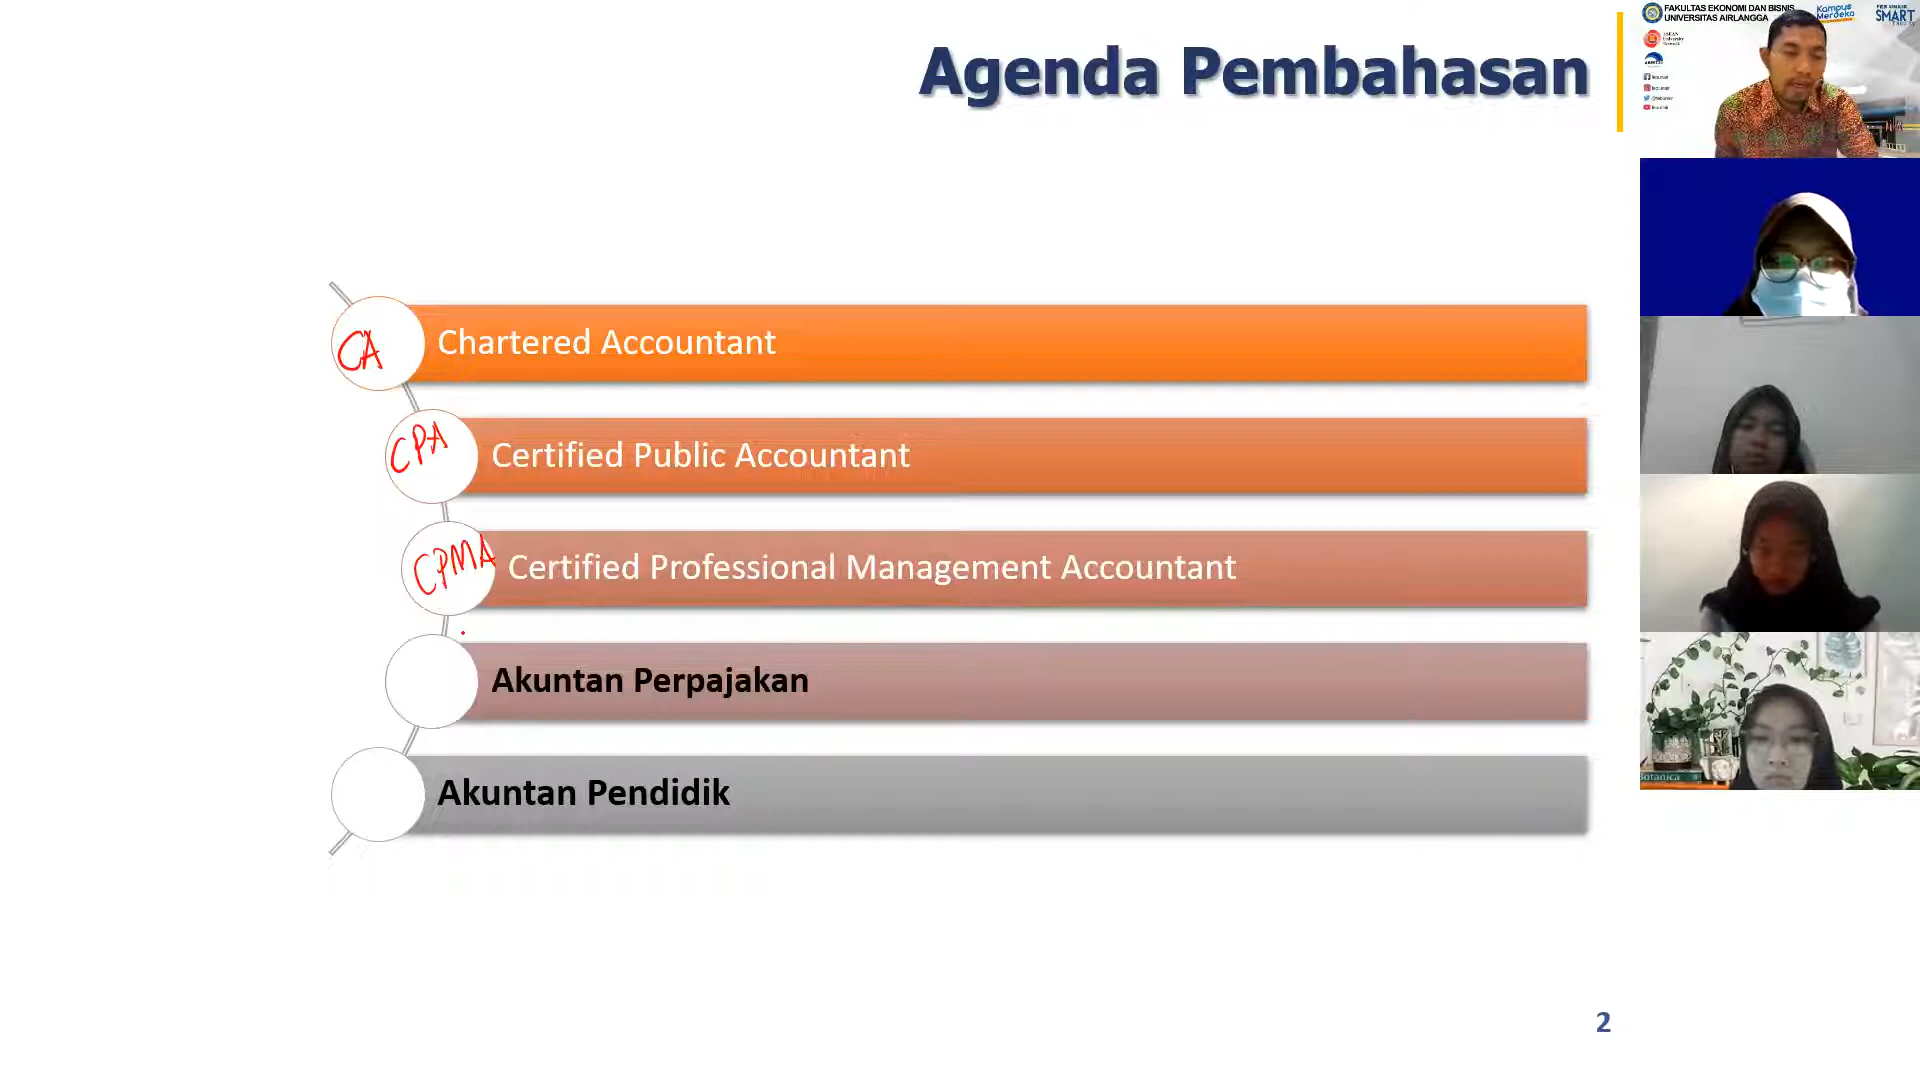 Agenda Pembahasan
CA
Chartered Accountant
CPA
Certified Public Accountant
CPMA
Certified Professional Management Accountant
Akuntan Perpajakan
Akuntan Pendidik
2
FAKULTAS EKONOMI DAN BISNIS
UNIVERSITAS AIRLANGGA
Kampus
Merdeka
SMART
Botanica